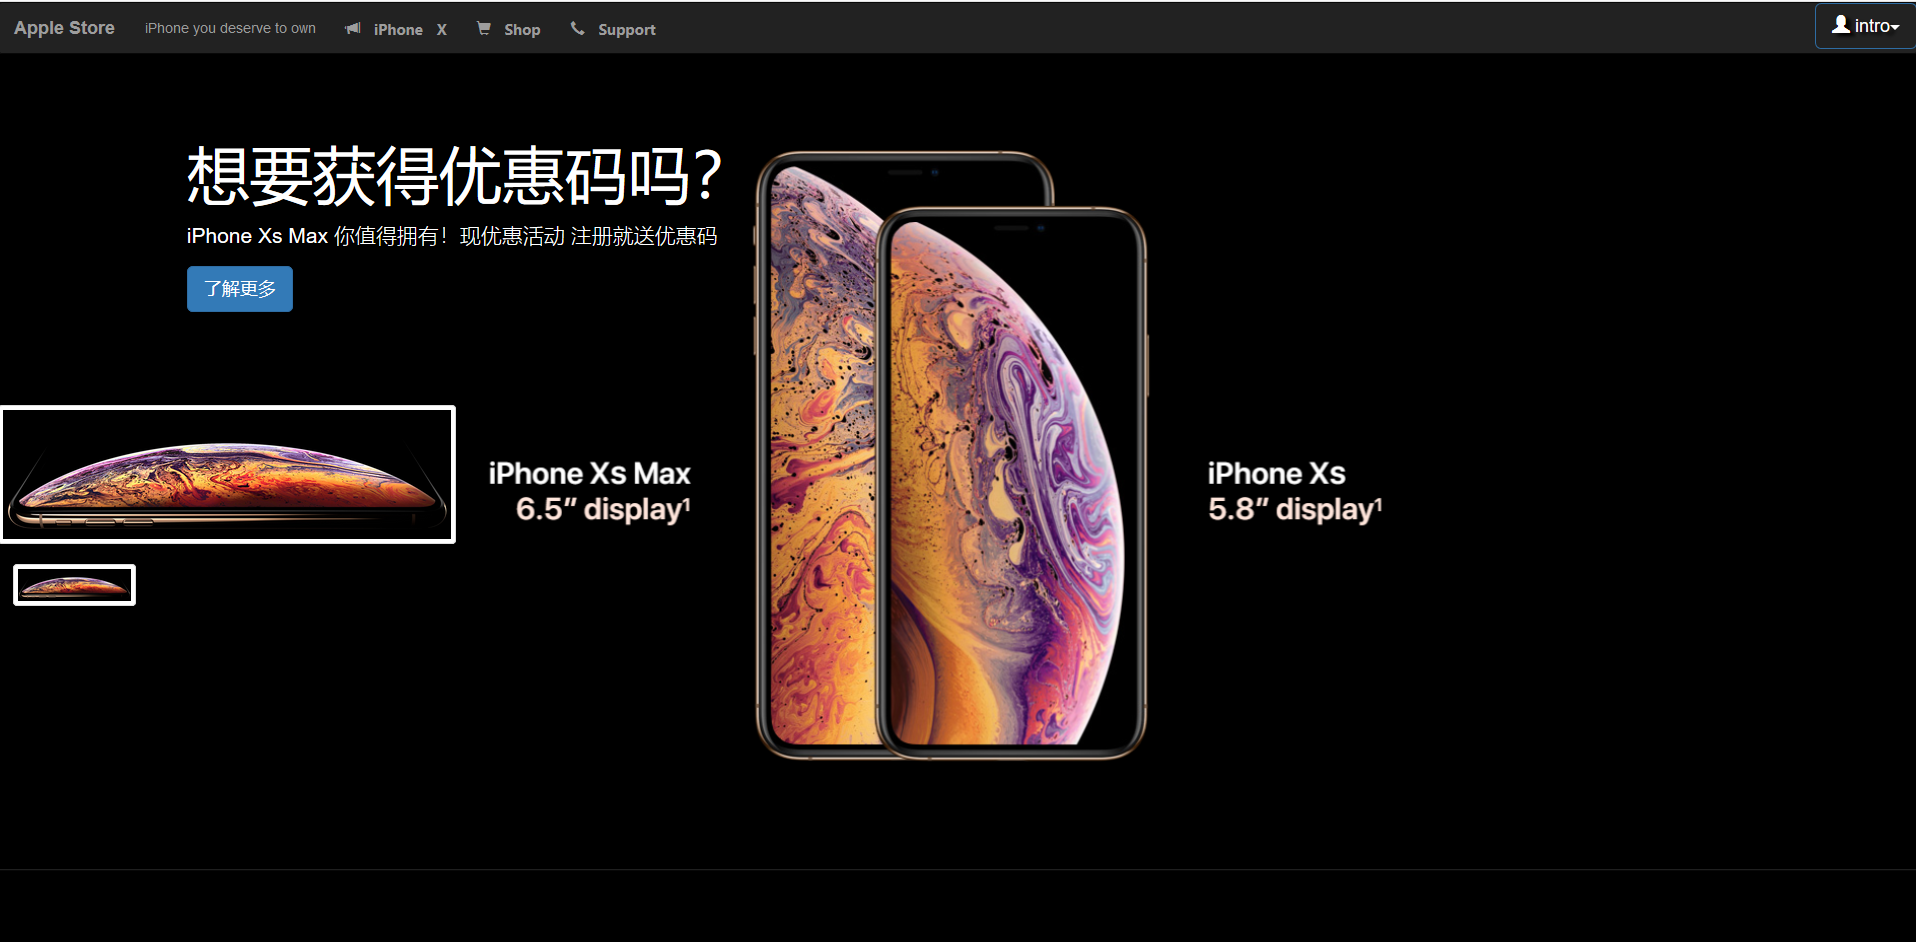 Apple Store iPhone you deserve to own iPhone X Shop Support intro
想要获得优惠码吗?
iPhone Xs Max 你值得拥有！现优惠活动 注册就送优惠码
了解更多
iPhone Xs Max
6.5” display¹
iPhone Xs
5.8” display¹